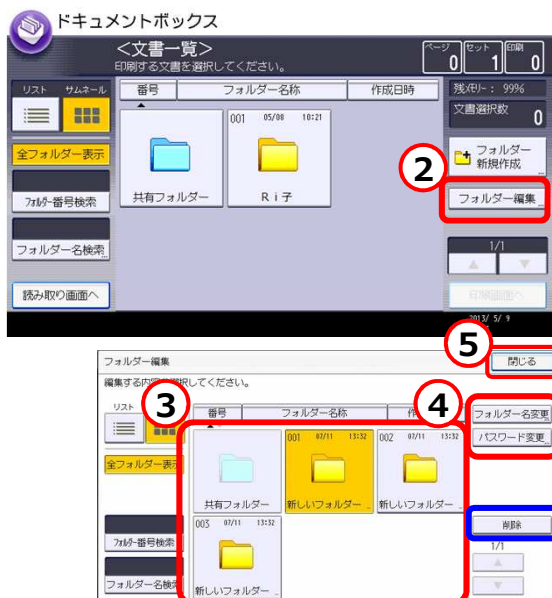 ドキュメントボックス
<文書一覧>
印刷する文書を選択してください。
ページ セット 印刷
0 1 0
リスト サムネール
番号 フォルダー名称 作成日時
残メモリー: 99%
文書選択数
0
001 05/08 10:21
全フォルダー表示
フォルダー
新規作成
②
共有フォルダー Ri子
フォルダー編集
フォルダー番号検索
フォルダー名検索
1/1
読み取り画面へ
印刷画面へ
2013/ 5/ 9
⑤
フォルダー編集
閉じる
編集する内容を選択してください。
③
④
リスト
番号 フォルダー名称
フォルダー名変更
パスワード変更
001 07/11 13:32
002 07/11 13:32
全フォルダー表示
共有フォルダー 新しいフォルダー 新しいフォルダー
003 07/11 13:32
削除
フォルダー番号検索
1/1
フォルダー名検索
新しいフォルダー